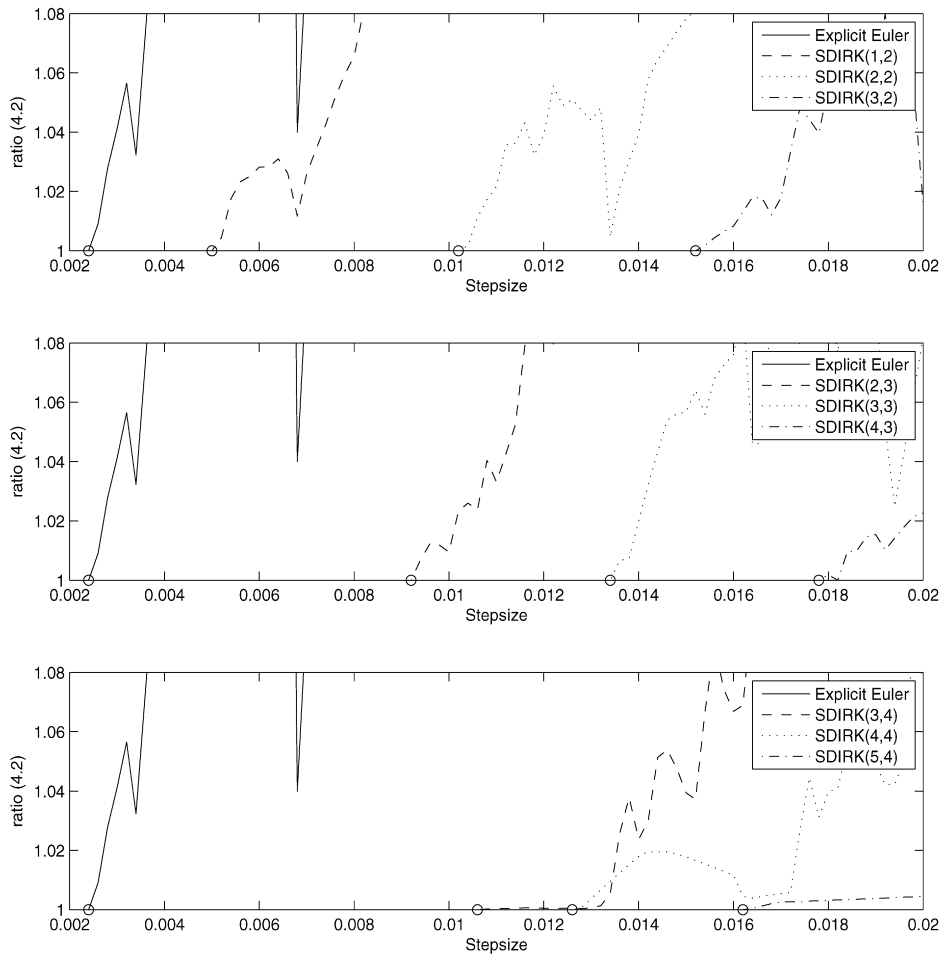 1.08
1.06
1.04
1.02
1
ratio (4.2)
Explicit Euler
SDIRK(1,2)
SDIRK(2,2)
SDIRK(3,2)
0.002 0.004 0.006 0.008 0.01 0.012 0.014 0.016 0.018 0.02
Stepsize
1.08
1.06
1.04
1.02
1
ratio (4.2)
Explicit Euler
SDIRK(2,3)
SDIRK(3,3)
SDIRK(4,3)
0.002 0.004 0.006 0.008 0.01 0.012 0.014 0.016 0.018 0.02
Stepsize
1.08
1.06
1.04
1.02
1
ratio (4.2)
Explicit Euler
SDIRK(3,4)
SDIRK(4,4)
SDIRK(5,4)
0.002 0.004 0.006 0.008 0.01 0.012 0.014 0.016 0.018 0.02
Stepsize